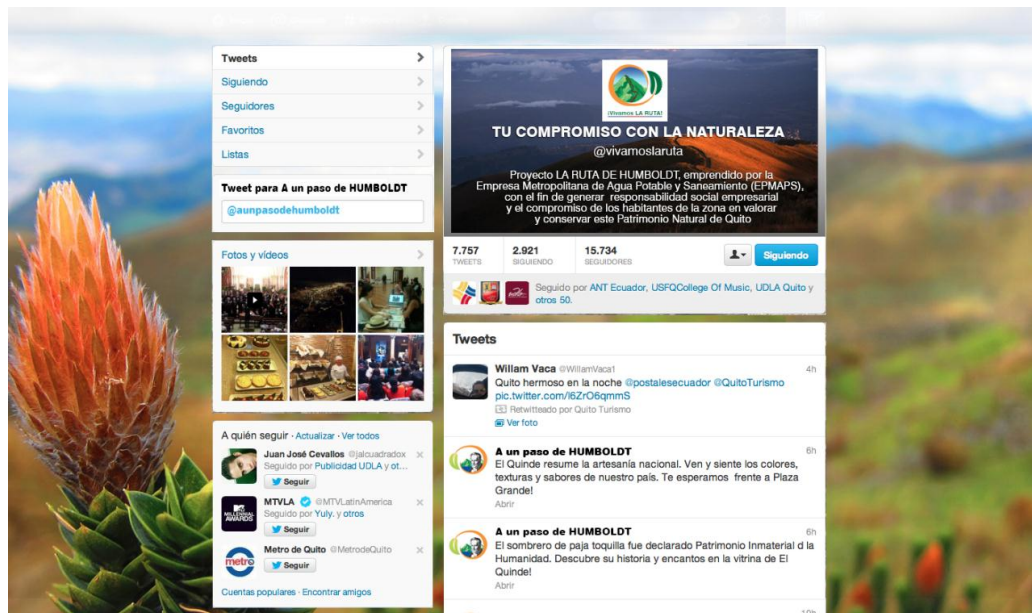 Tweets
Siguiendo
Seguidores
Favoritos
Listas
Tweet para A un paso de HUMBOLDT
@aunpasodehumboldt
Fotos y vídeos
A quién seguir · Actualizar · Ver todos
Juan José Cevallos @jalcuadradox
Seguido por Publicidad UDLA y ot...
Seguir
MTVLA @MTVLatinAmerica
Seguido por Yuly. y otros
Seguir
MTV
MILLENNIAL
AWARDS
Metro de Quito @MetrodeQuito
Seguir
metro
Cuentas populares · Encontrar amigos
¡Vivamos LA RUTA!
TU COMPROMISO CON LA NATURALEZA
@vivamoslaruta
Proyecto LA RUTA DE HUMBOLDT, emprendido por la
Empresa Metropolitana de Agua Potable y Saneamiento (EPMAPS),
con el fin de generar responsabilidad social empresarial
y el compromiso de los habitantes de la zona en valorar
y conservar este Patrimonio Natural de Quito
7.757 2.921 15.734
TWEETS SIGUIENDO SEGUIDORES
Siguiendo
Seguido por ANT Ecuador, USFQCollege Of Music, UDLA Quito y
otros 50.
Tweets
Willam Vaca @WillamVaca1 4h
Quito hermoso en la noche @postalesecuador @QuitoTurismo
pic.twitter.com/l6ZrO6qmmS
Retwitteado por Quito Turismo
Ver foto
A un paso de HUMBOLDT 6h
El Quinde resume la artesanía nacional. Ven y siente los colores,
texturas y sabores de nuestro país. Te esperamos frente a Plaza
Grande!
Abrir
A un paso de HUMBOLDT 6h
El sombrero de paja toquilla fue declarado Patrimonio Inmaterial d la
Humanidad. Descubre su historia y encantos en la vitrina de El
Quinde!
Abrir